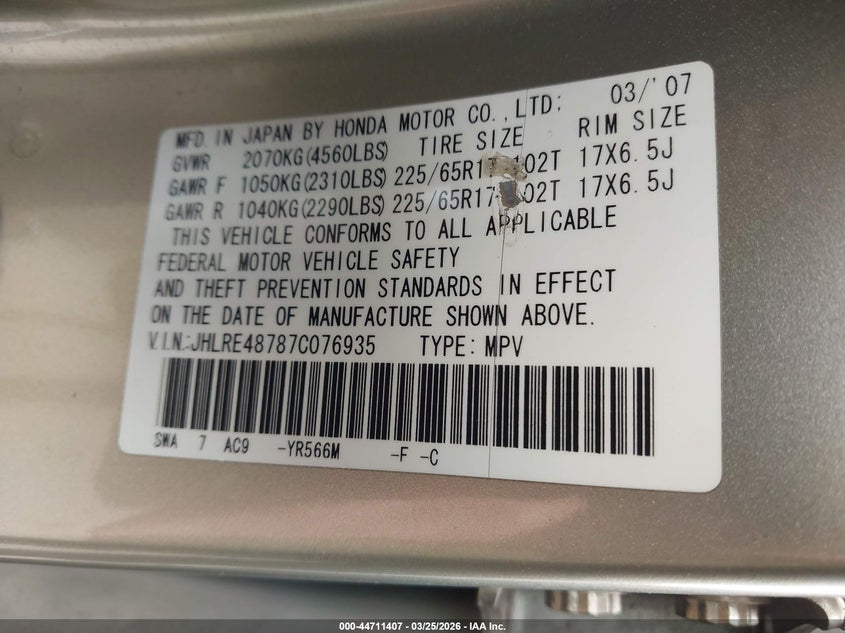 MFD. IN JAPAN BY HONDA MOTOR CO., LTD: 03/'07
GVWR 2070KG(4560LBS) TIRE SIZE RIM SIZE
GAWR F 1050KG(2310LBS) 225/65R17 102T 17X6.5J
GAWR R 1040KG(2290LBS) 225/65R17 102T 17X6.5J
THIS VEHICLE CONFORMS TO ALL APPLICABLE
FEDERAL MOTOR VEHICLE SAFETY
AND THEFT PREVENTION STANDARDS IN EFFECT
ON THE DATE OF MANUFACTURE SHOWN ABOVE.
V.I.N.:JHLRE48787C076935 TYPE: MPV
SWA 7 AC9 -YR566M -F -C
000-44711407 - 03/25/2026 - IAA Inc.